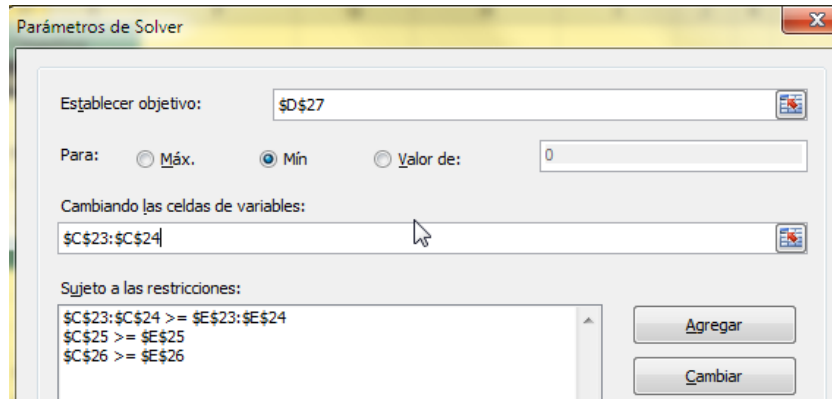 Parámetros de Solver
Establecer objetivo: $D$27
Para: Máx. Mín Valor de: 0
Cambiando las celdas de variables:
$C$23:$C$24
Sujeto a las restricciones:
$C$23:$C$24 >= $E$23:$E$24
$C$25 >= $E$25
$C$26 >= $E$26
Agregar
Cambiar